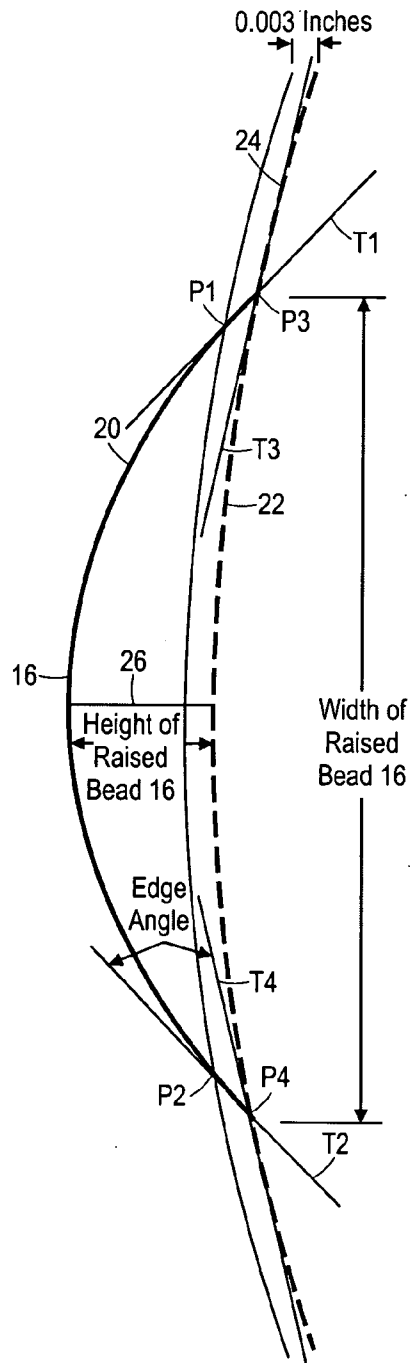 0.003 Inches
24
T1
P1
P3
20
T3
22
16
26
Height of
Raised
Bead 16
Width of
Raised
Bead 16
Edge
Angle
T4
P2
P4
T2